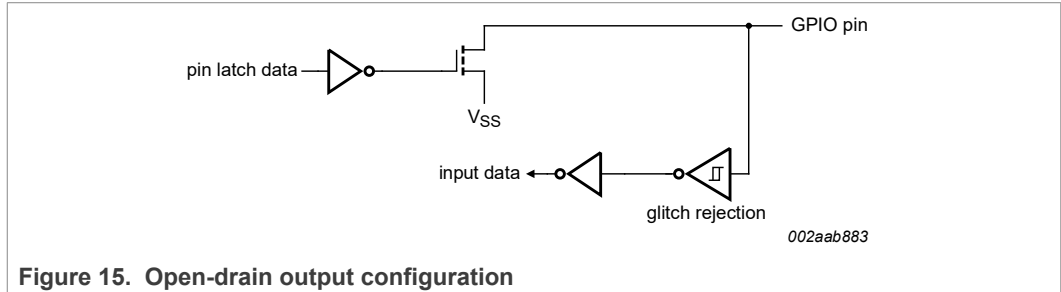 GPIO pin
pin latch data
VSS
input data
glitch rejection
002aab883
Figure 15. Open-drain output configuration